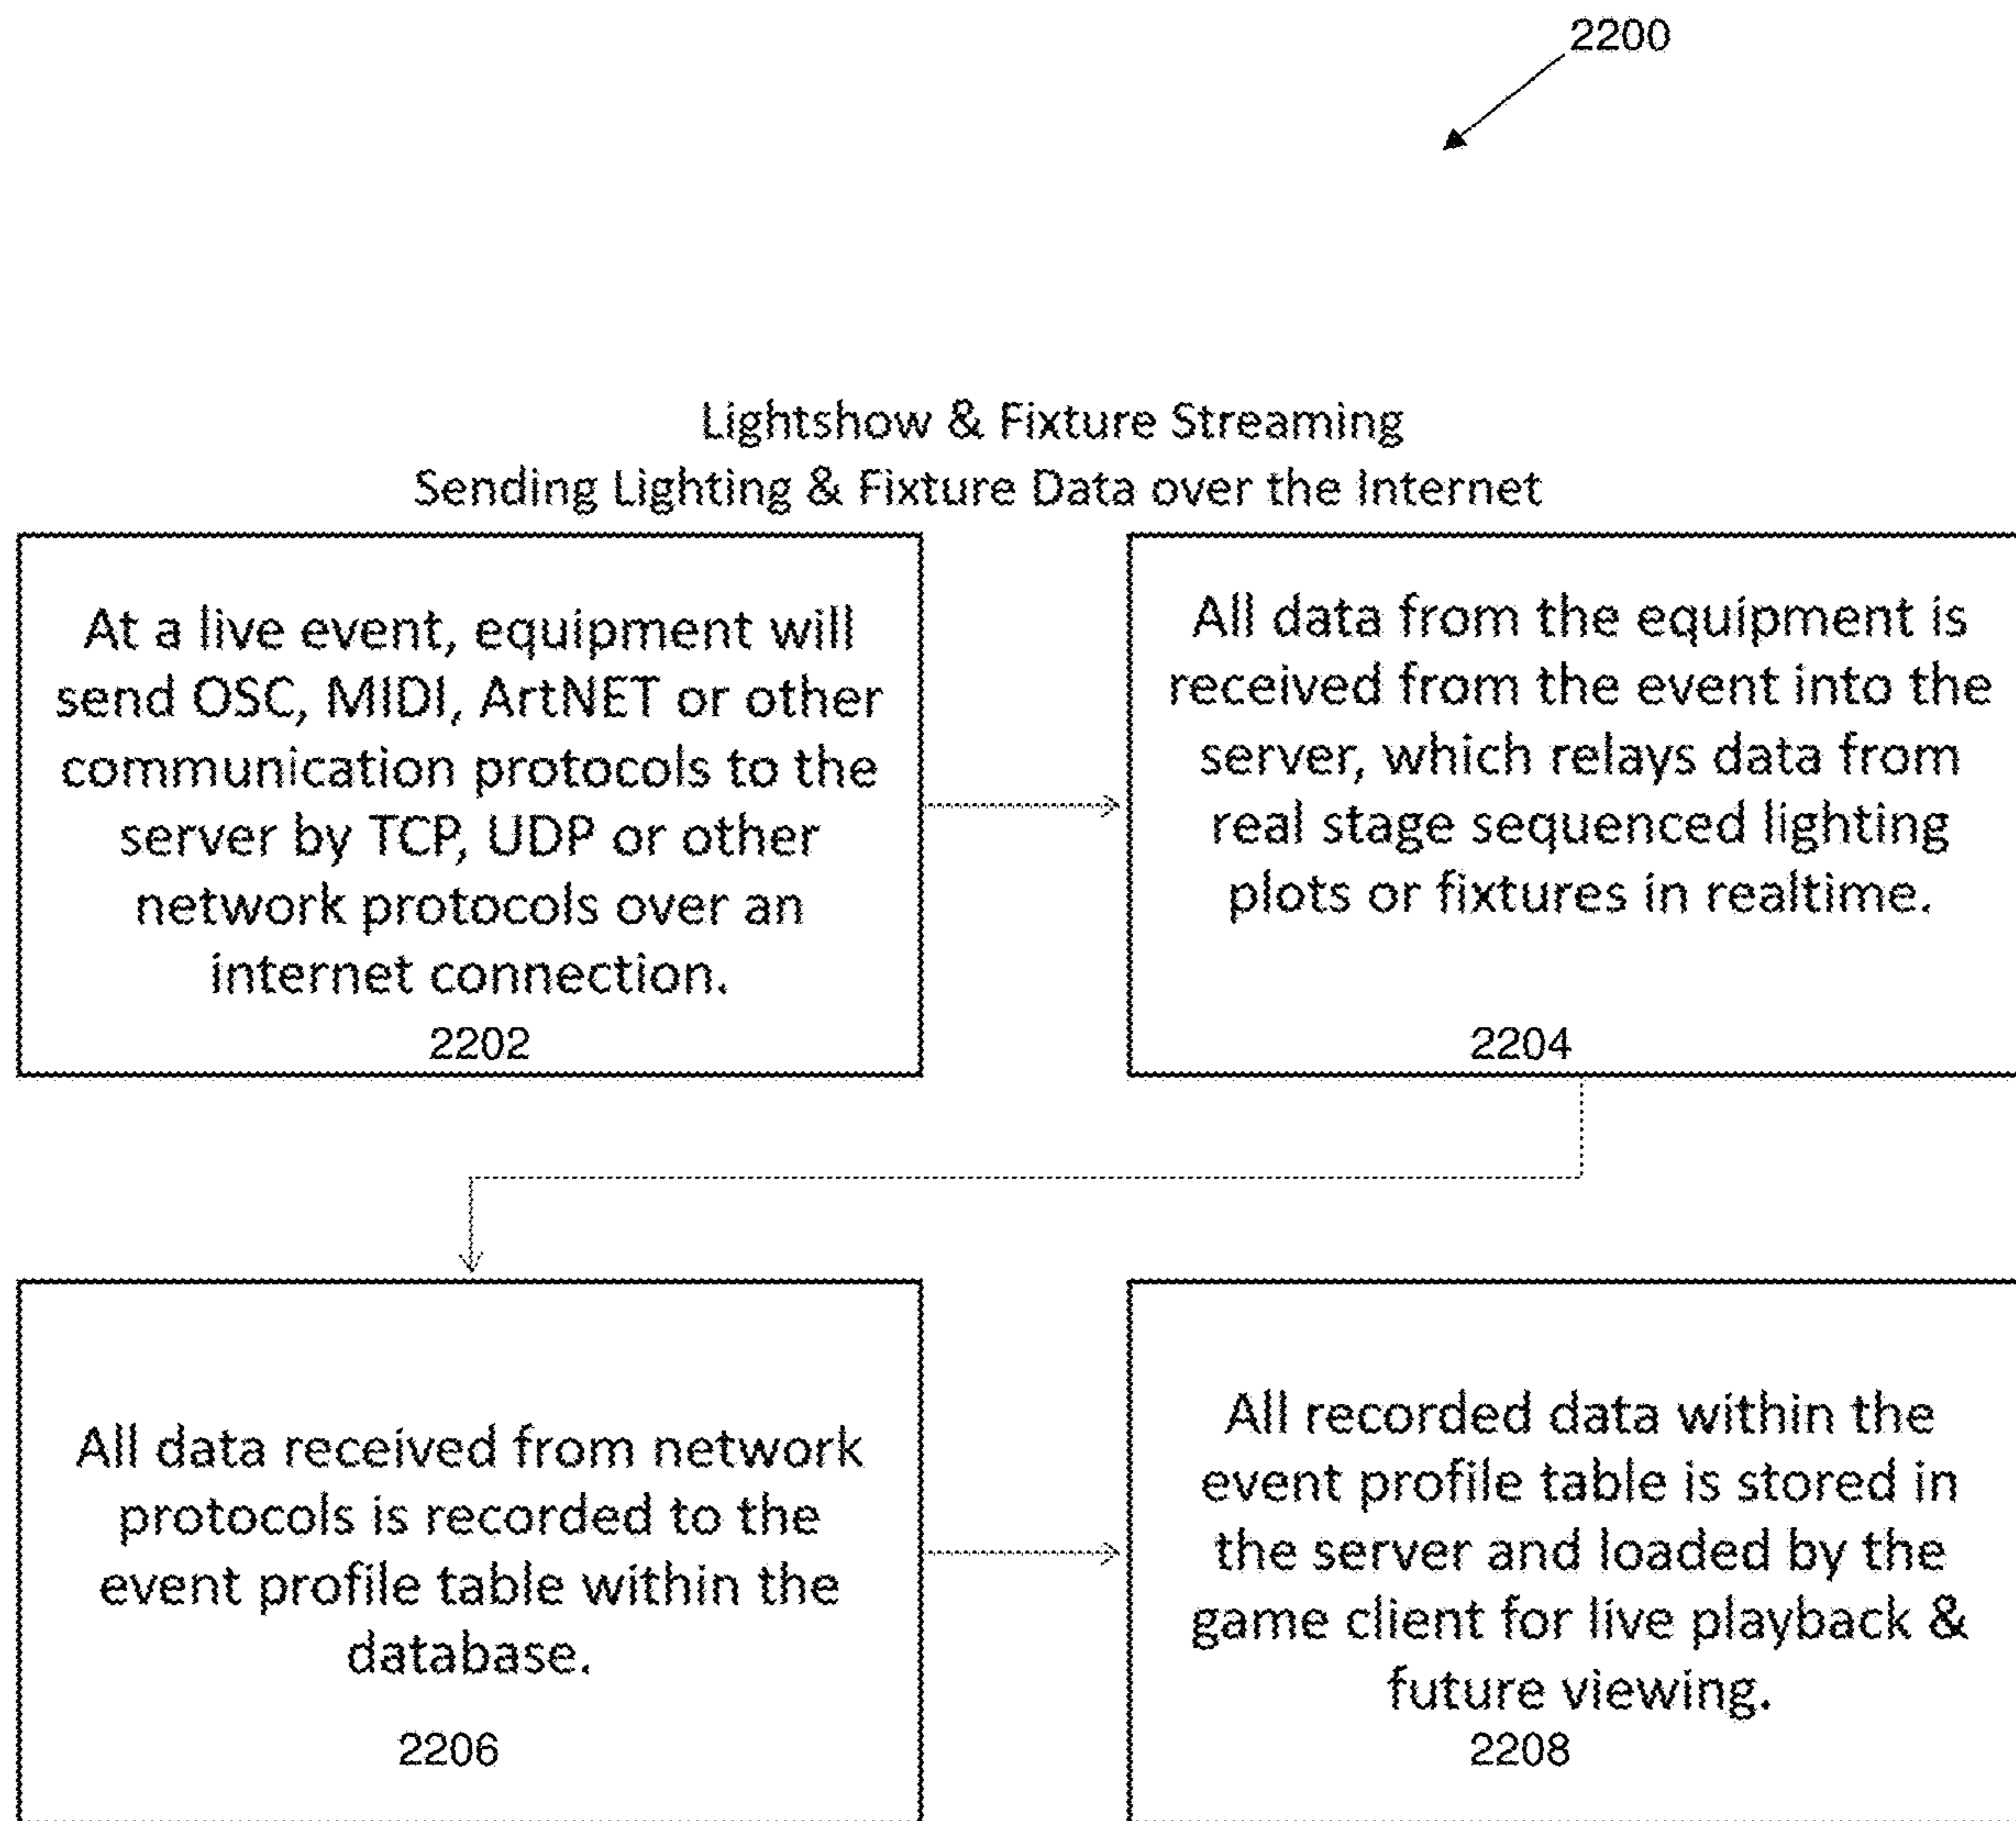 2200
Lightshow & Fixture Streaming
Sending Lighting & Fixture Data over the Internet
At a live event, equipment will
send OSC, MIDI, ArtNET or other
communication protocols to the
server by TCP, UDP or other
network protocols over an
internet connection.
2202
All data from the equipment is
received from the event into the
server, which relays data from
real stage sequenced lighting
plots or fixtures in realtime.
2204
All data received from network
protocols is recorded to the
event profile table within the
database.
2206
All recorded data within the
event profile table is stored in
the server and loaded by the
game client for live playback &
future viewing.
2208